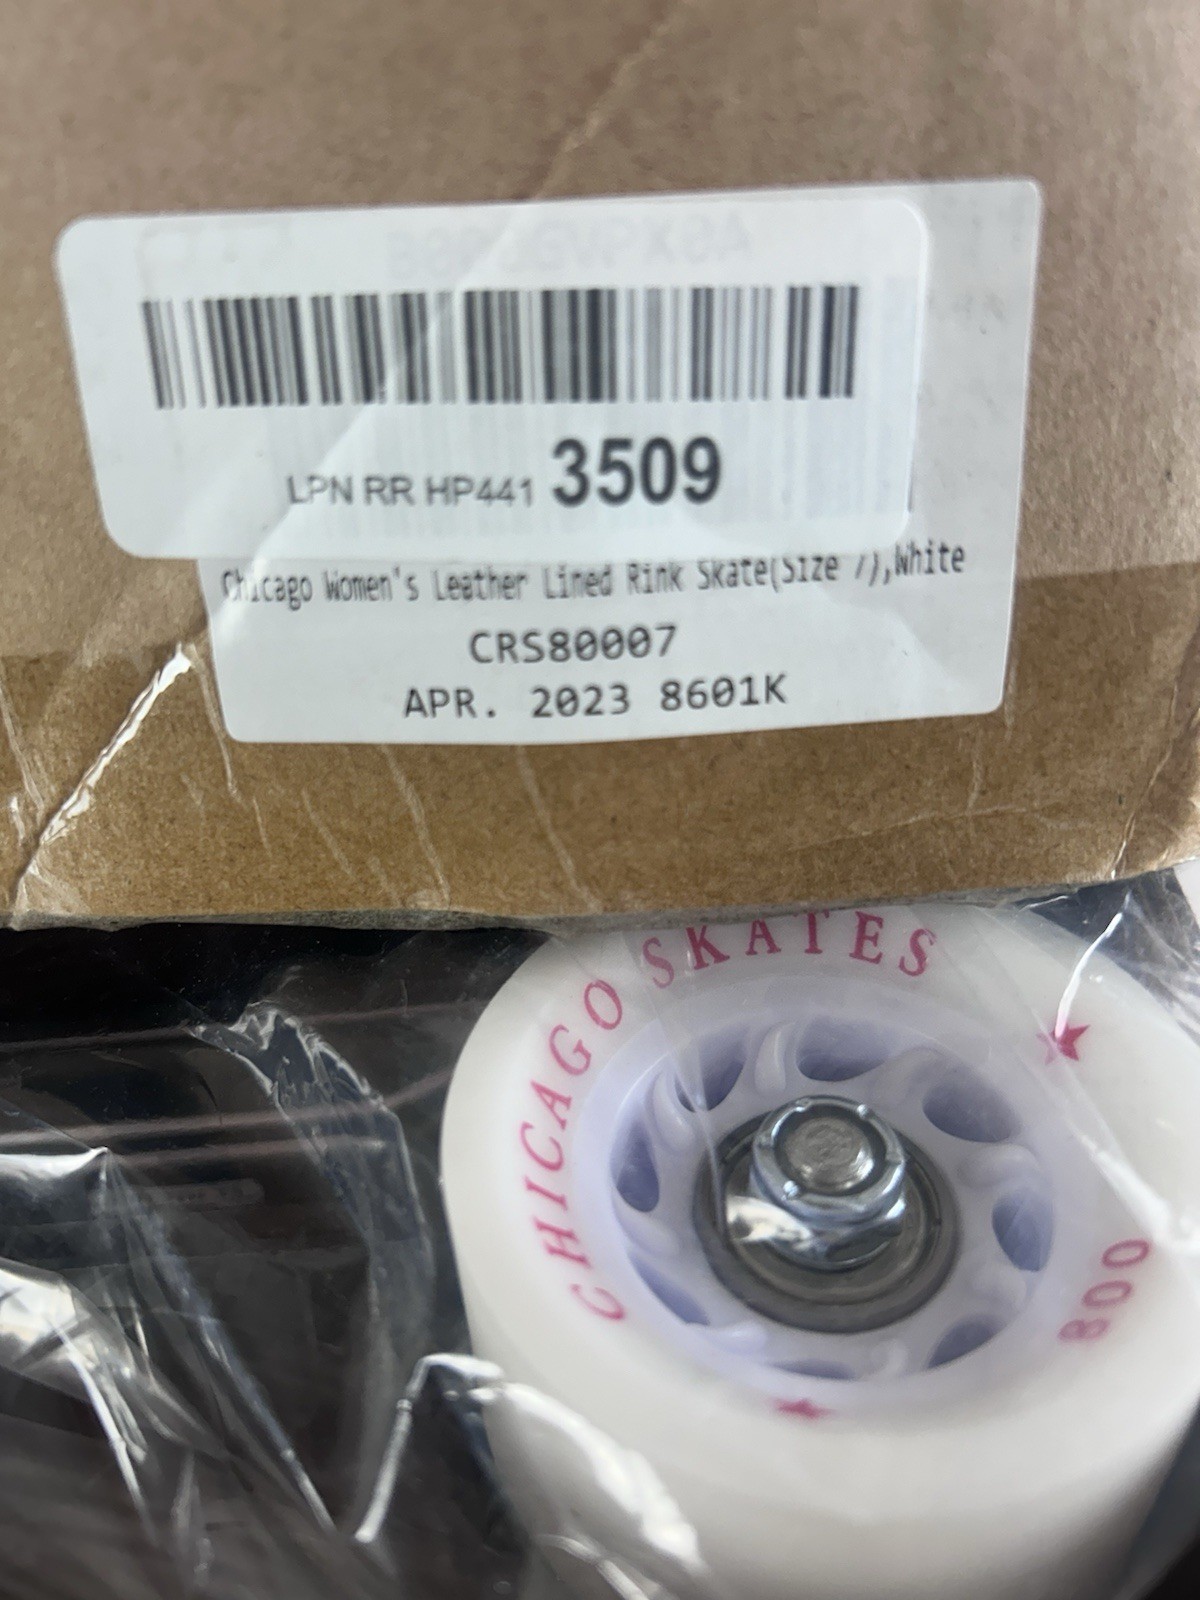 LPN RR HP441 3509
Chicago Women's Leather Lined Rink Skate(Size 7),White
CRS80007
APR. 2023 8601K
CHICAGO SKATES
800